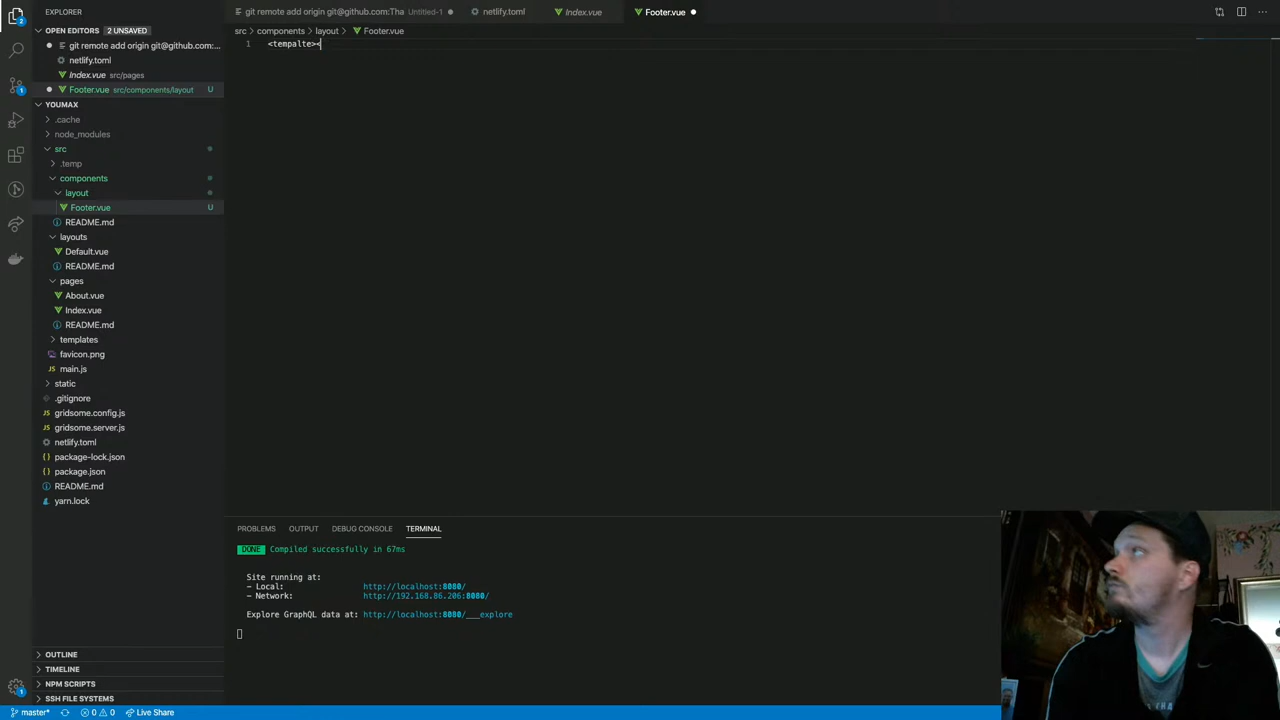 EXPLORER
OPEN EDITORS 2 UNSAVED
git remote add origin git@github.com:...
netlify.toml
Index.vue src/pages
Footer.vue src/components/layout U
YOUMAX
.cache
node_modules
src
.temp
components
layout
Footer.vue U
README.md
layouts
Default.vue
README.md
pages
About.vue
Index.vue
README.md
templates
favicon.png
main.js
static
.gitignore
JS gridsome.config.js
JS gridsome.server.js
netlify.toml
package-lock.json
package.json
README.md
yarn.lock
OUTLINE
TIMELINE
NPM SCRIPTS
SSH FILE SYSTEMS
git remote add origin git@github.com:Tha Untitled-1
netlify.toml
Index.vue
Footer.vue
src > components > layout > Footer.vue
1 <tempalte><
PROBLEMS OUTPUT DEBUG CONSOLE TERMINAL
DONE Compiled successfully in 67ms
Site running at:
- Local: http://localhost:8080/
- Network: http://192.168.86.206:8080/
Explore GraphQL data at: http://localhost:8080/___explore
2
1
1
master* 0 0 Live Share